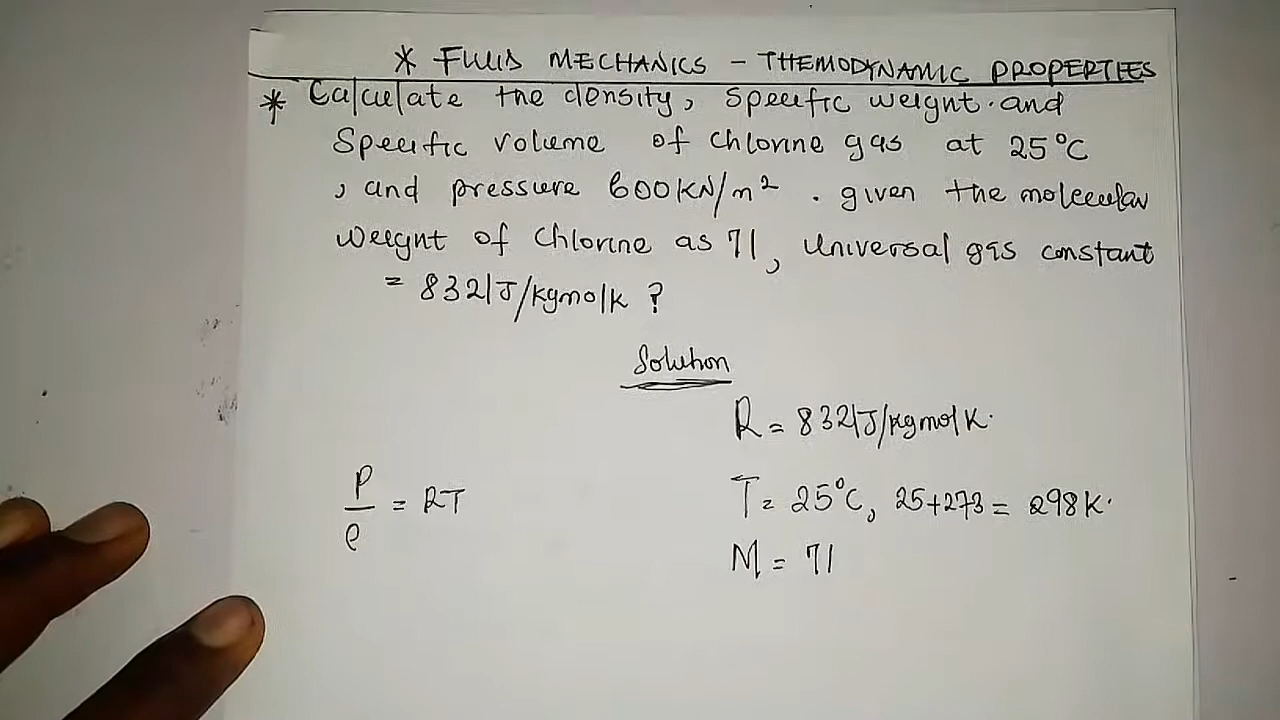 * FLUID MECHANICS - THEMODYNAMIC PROPERTIES
* Calculate the density, specific weight and
specific volume of chlorine gas at 25°C
, and pressure 600KN/m². given the molecular
weight of chlorine as 71, universal gas constant
= 8321J/kgmolk ?
Solution
R = 8321J/kgmolK.
P/ρ = RT
T = 25°C, 25+273 = 298K.
M = 71